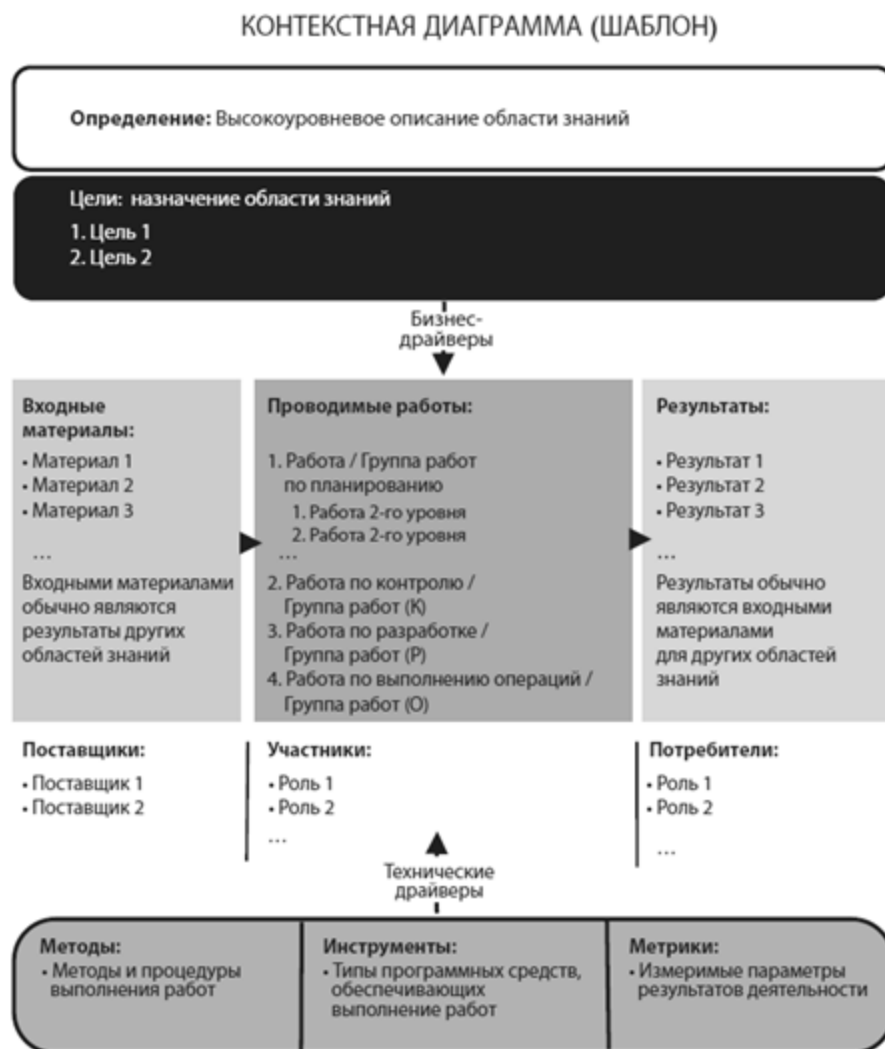 КОНТЕКСТНАЯ ДИАГРАММА (ШАБЛОН)
Определение: Высокоуровневое описание области знаний
Цели: назначение области знаний
1. Цель 1
2. Цель 2
Бизнес-
драйверы
Входные
материалы:
• Материал 1
• Материал 2
• Материал 3
...
Входными материалами
обычно являются
результаты других
областей знаний
Проводимые работы:
1. Работа / Группа работ
по планированию
1. Работа 2-го уровня
2. Работа 2-го уровня
...
2. Работа по контролю /
Группа работ (К)
3. Работа по разработке /
Группа работ (Р)
4. Работа по выполнению операций /
Группа работ (О)
Результаты:
• Результат 1
• Результат 2
• Результат 3
...
Результаты обычно
являются входными
материалами
для других областей
знаний
Поставщики:
• Поставщик 1
• Поставщик 2
Участники:
• Роль 1
• Роль 2
...
Потребители:
• Роль 1
• Роль 2
...
Технические
драйверы
Методы:
• Методы и процедуры
выполнения работ
Инструменты:
• Типы программных средств,
обеспечивающих
выполнение работ
Метрики:
• Измеримые параметры
результатов деятельности